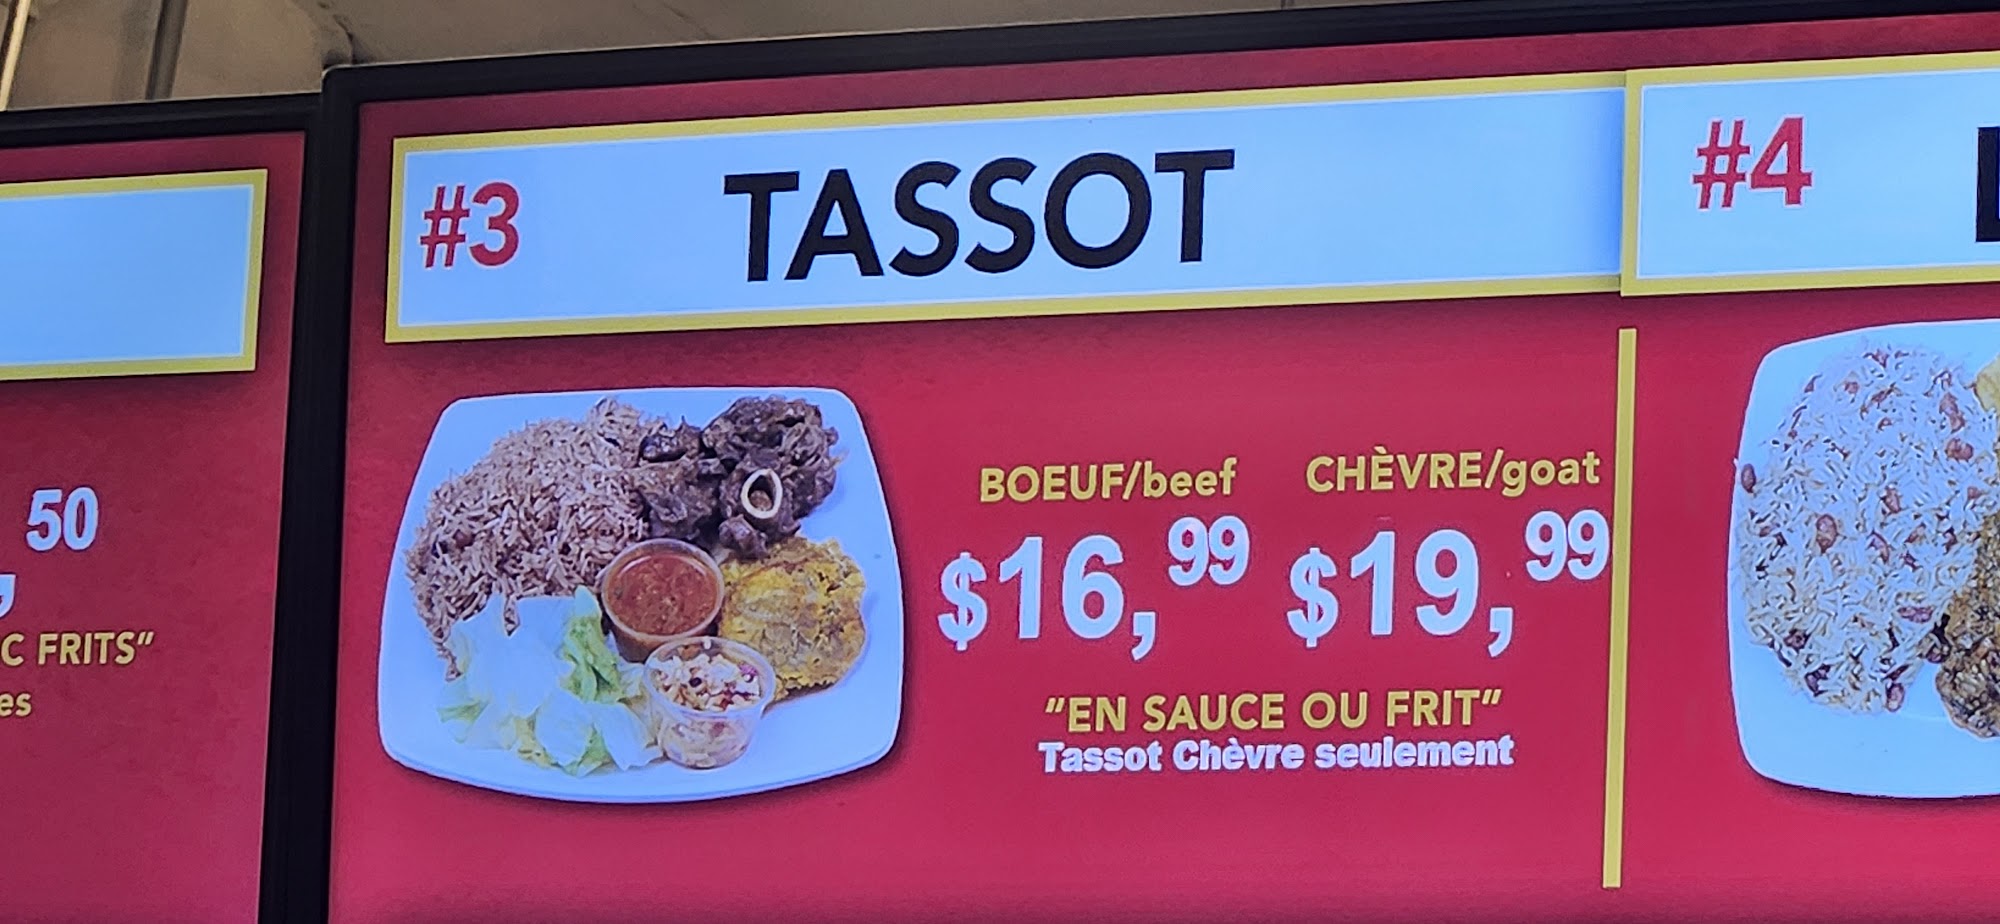 50
FRITS"
#3 TASSOT
BOEUF/beef CHÈVRE/goat
$16,99 $19,99
"EN SAUCE OU FRIT"
Tassot Chèvre seulement
#4